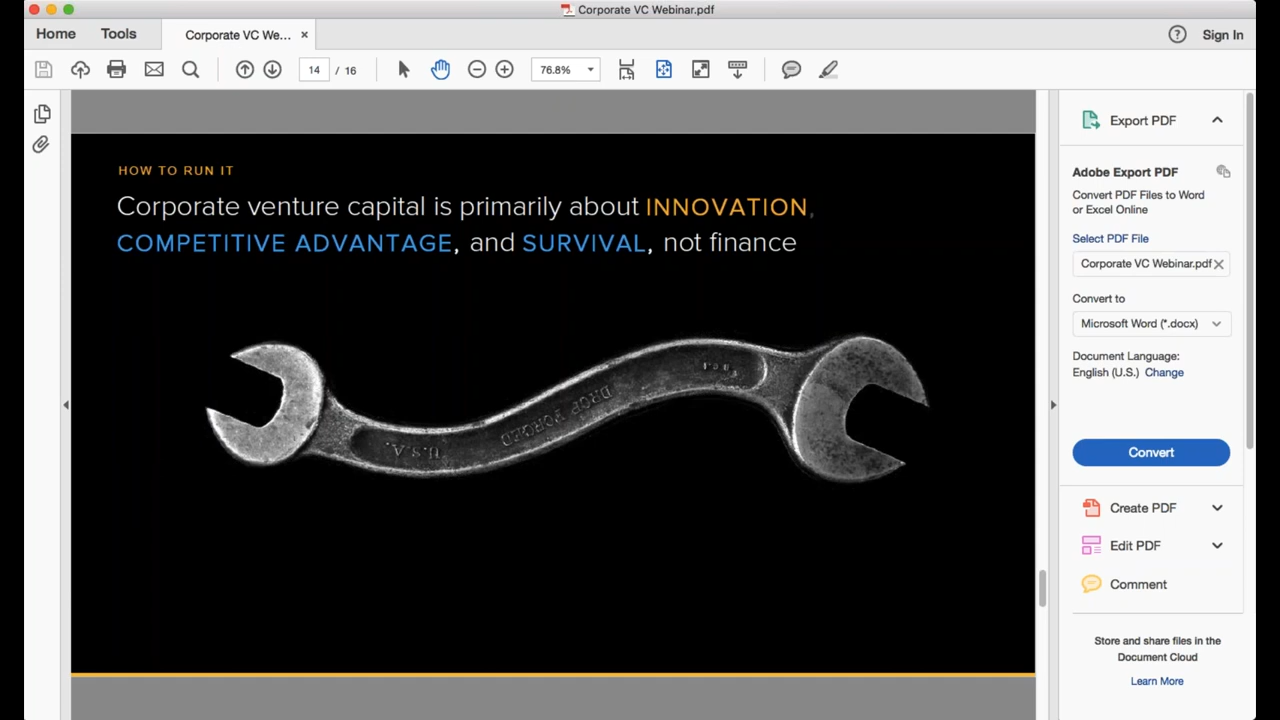 Corporate VC Webinar.pdf
Home
Tools
Corporate VC We...
Sign In
14 / 16
76.8%
Export PDF
Adobe Export PDF
Convert PDF Files to Word
or Excel Online
Select PDF File
Corporate VC Webinar.pdf
Convert to
Microsoft Word (*.docx)
Document Language:
English (U.S.) Change
Convert
Create PDF
Edit PDF
Comment
Store and share files in the
Document Cloud
Learn More
HOW TO RUN IT
Corporate venture capital is primarily about INNOVATION,
COMPETITIVE ADVANTAGE, and SURVIVAL, not finance
DROP FORGED
U.S.A.